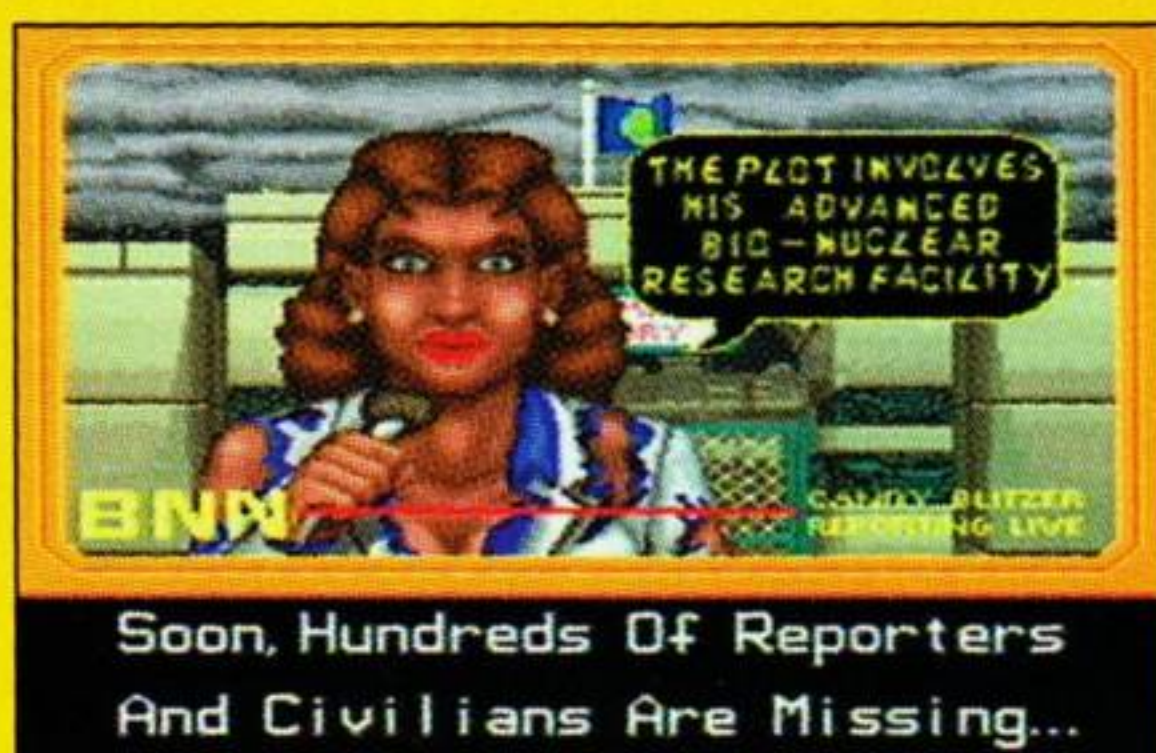 THE PLOT INVOLVES
HIS ADVANCED
BIO-NUCLEAR
RESEARCH FACILITY
BNN
BLITZER
REPORTING LIVE
Soon, Hundreds Of Reporters
And Civilians Are Missing...